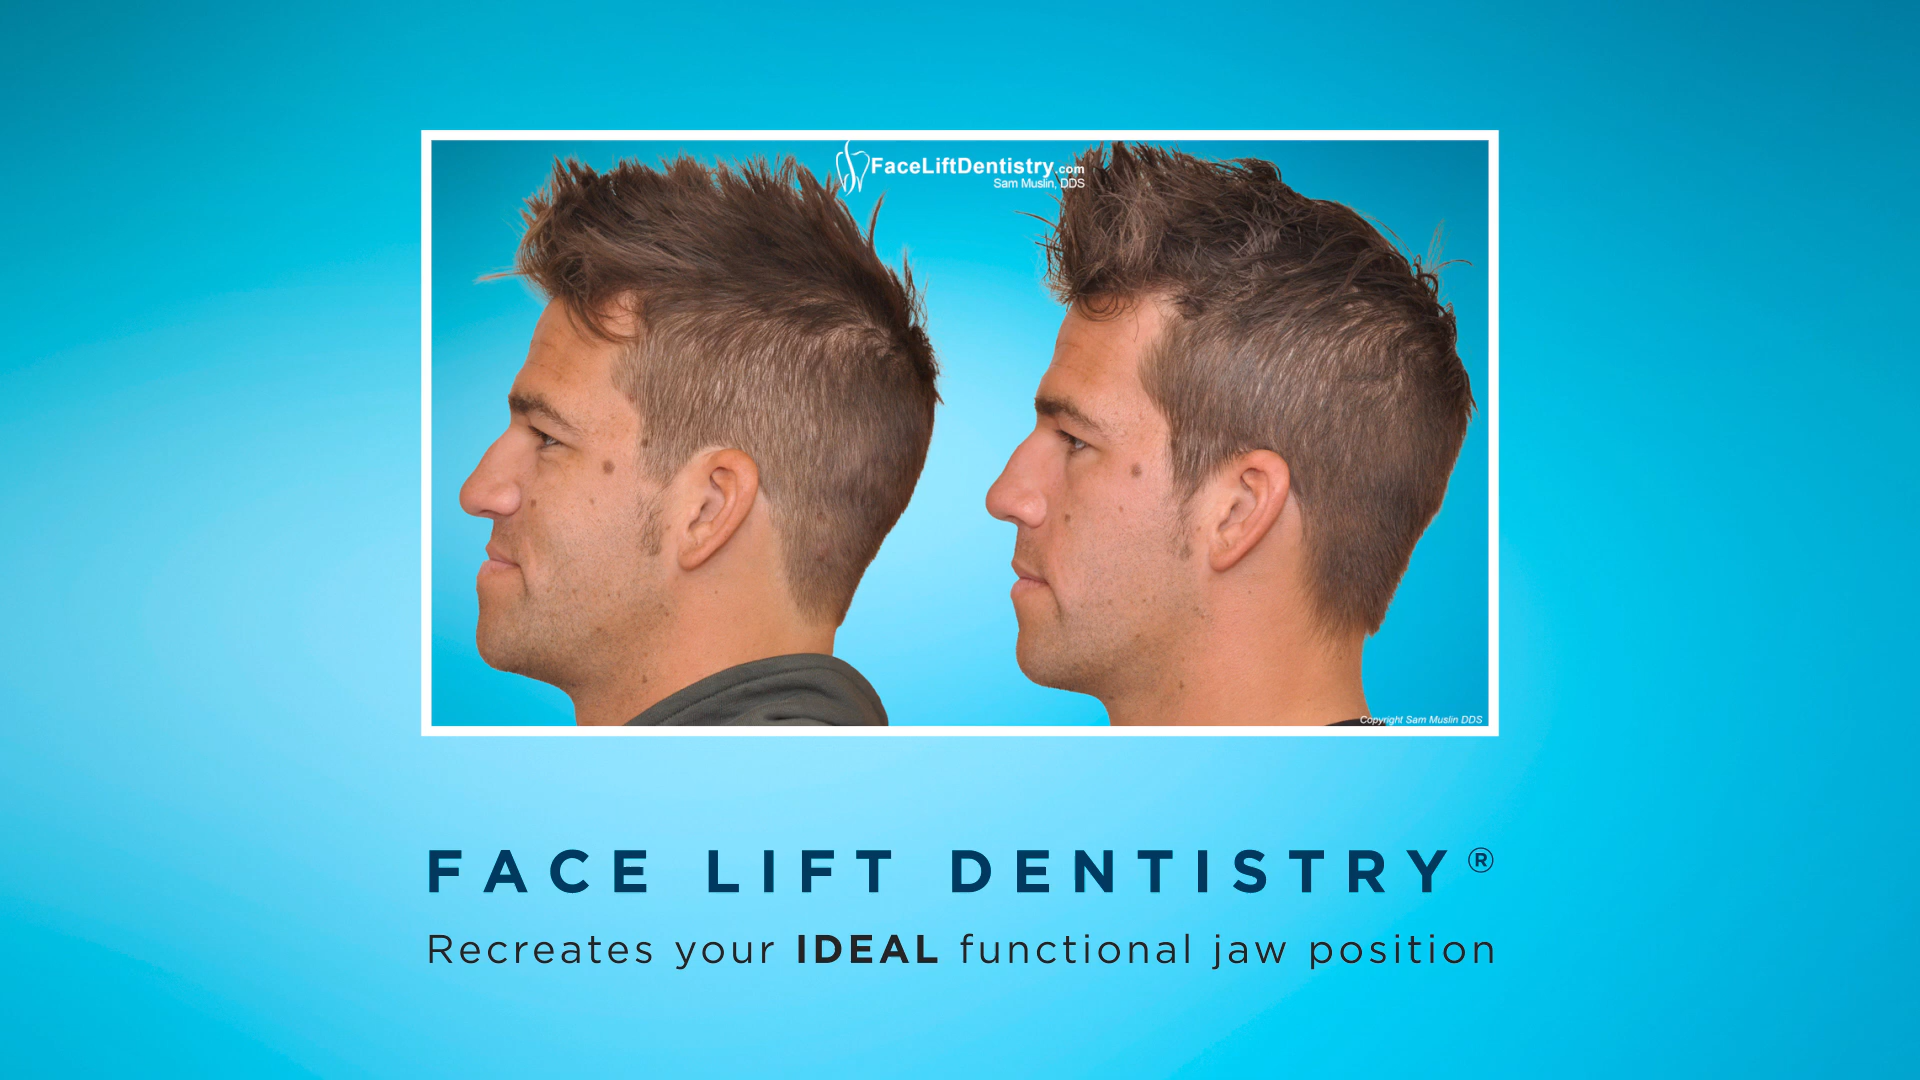 FaceLiftDentistry.com
Sam Muslin, DDS
Copyright Sam Muslin DDS
FACE LIFT DENTISTRY®
Recreates your IDEAL functional jaw position